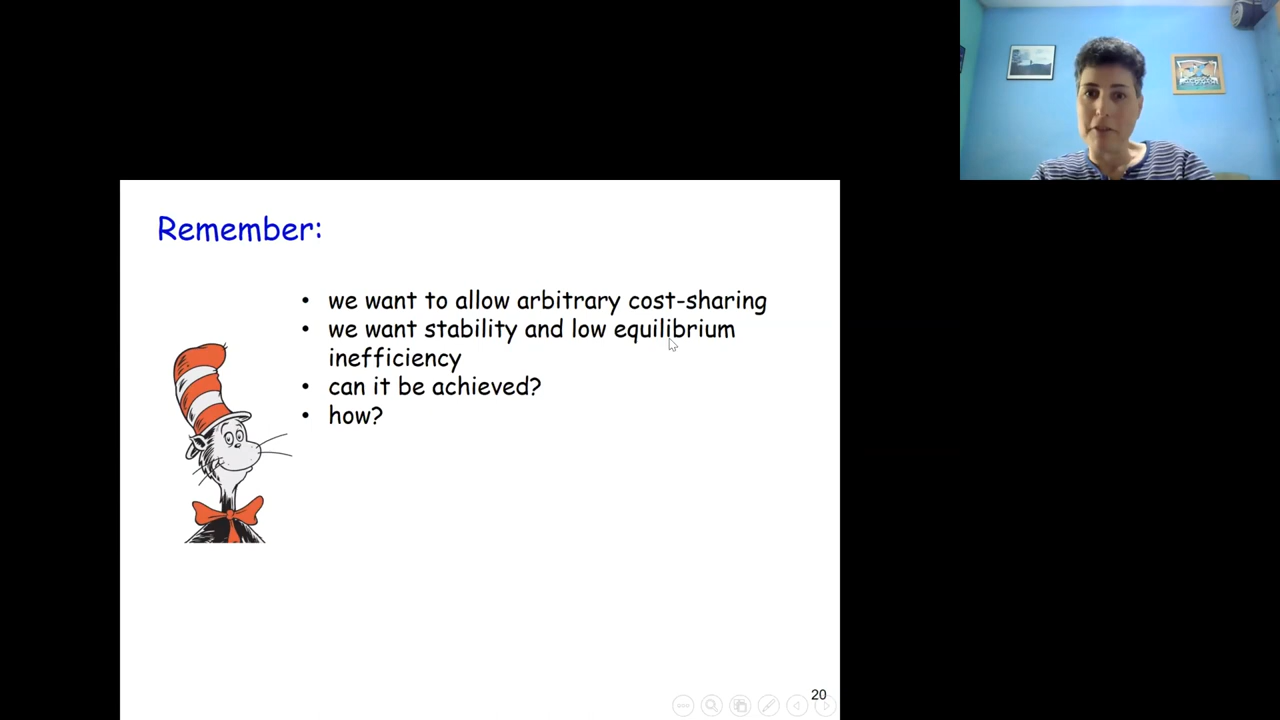 Remember:
• we want to allow arbitrary cost-sharing
• we want stability and low equilibrium
inefficiency
• can it be achieved?
• how?
20